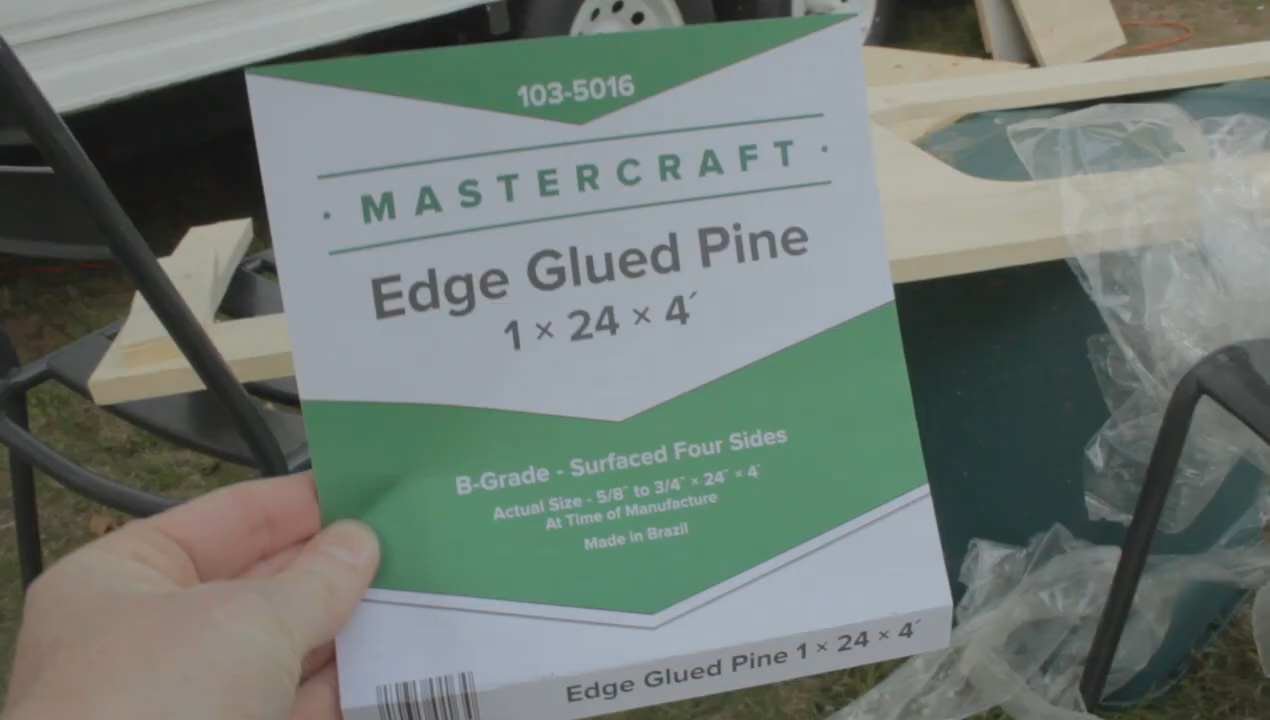 103-5016
· MASTERCRAFT ·
Edge Glued Pine
1 × 24 × 4′
B-Grade - Surfaced Four Sides
Actual Size - 5/8″ to 3/4″ × 24″ × 4′
At Time of Manufacture
Made in Brazil
Edge Glued Pine 1 × 24 × 4′